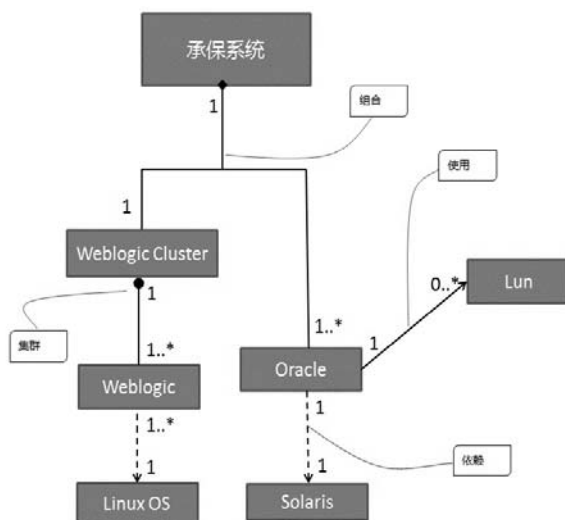 承保系统
1
组合
使用
1
Weblogic Cluster
1
0..*
Lun
集群
1..*
1..*
1
Weblogic
Oracle
1..*
1
依赖
1
1
Linux OS
Solaris